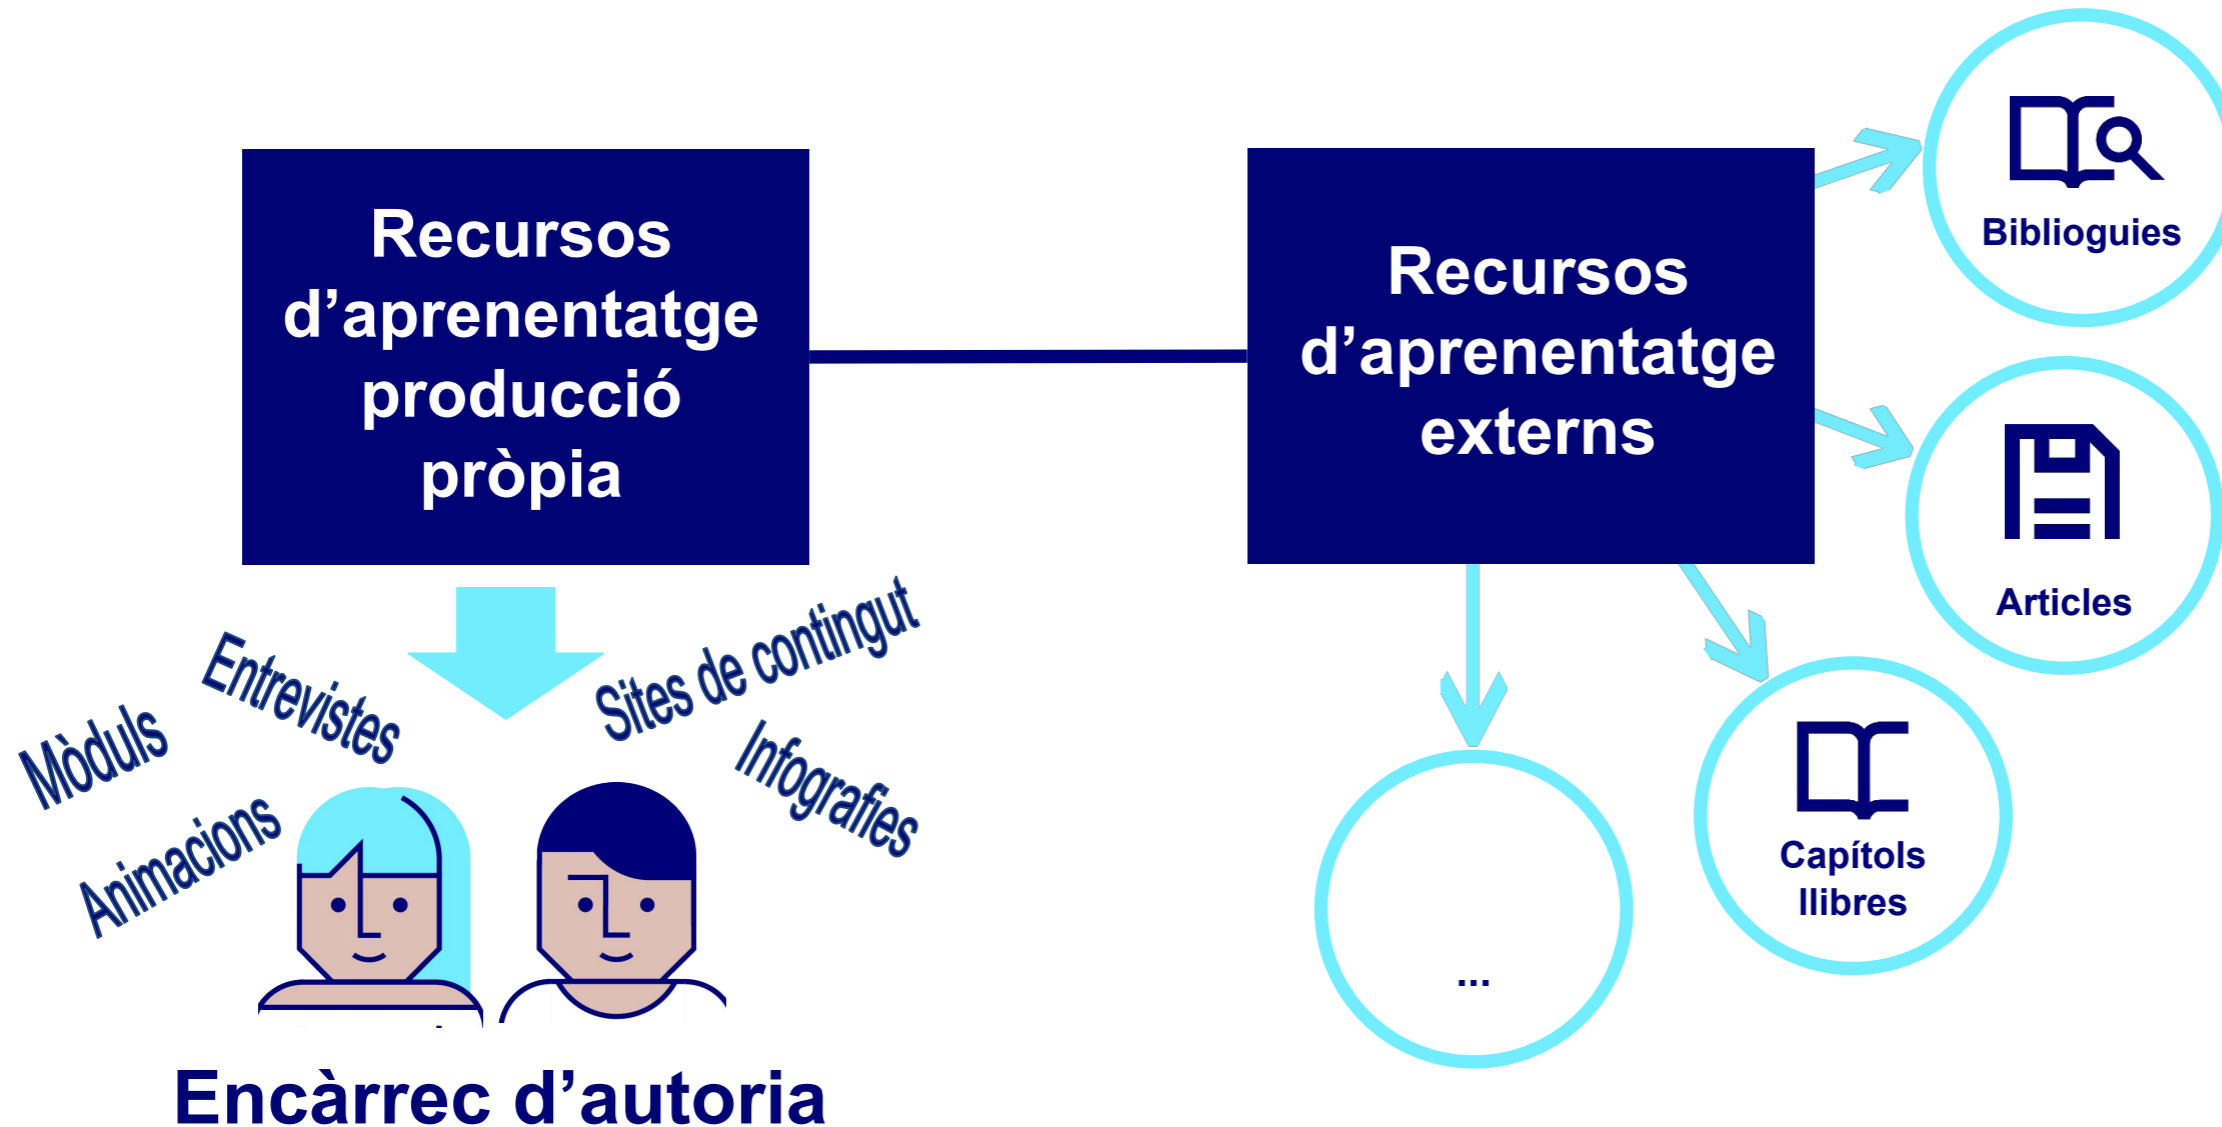 Recursos
d’aprenentatge
producció
pròpia
Recursos
d’aprenentatge
externs
Biblioguies
Articles
Capítols
llibres
...
Entrevistes
Sites de contingut
Mòduls
Infografies
Animacions
Encàrrec d’autoria